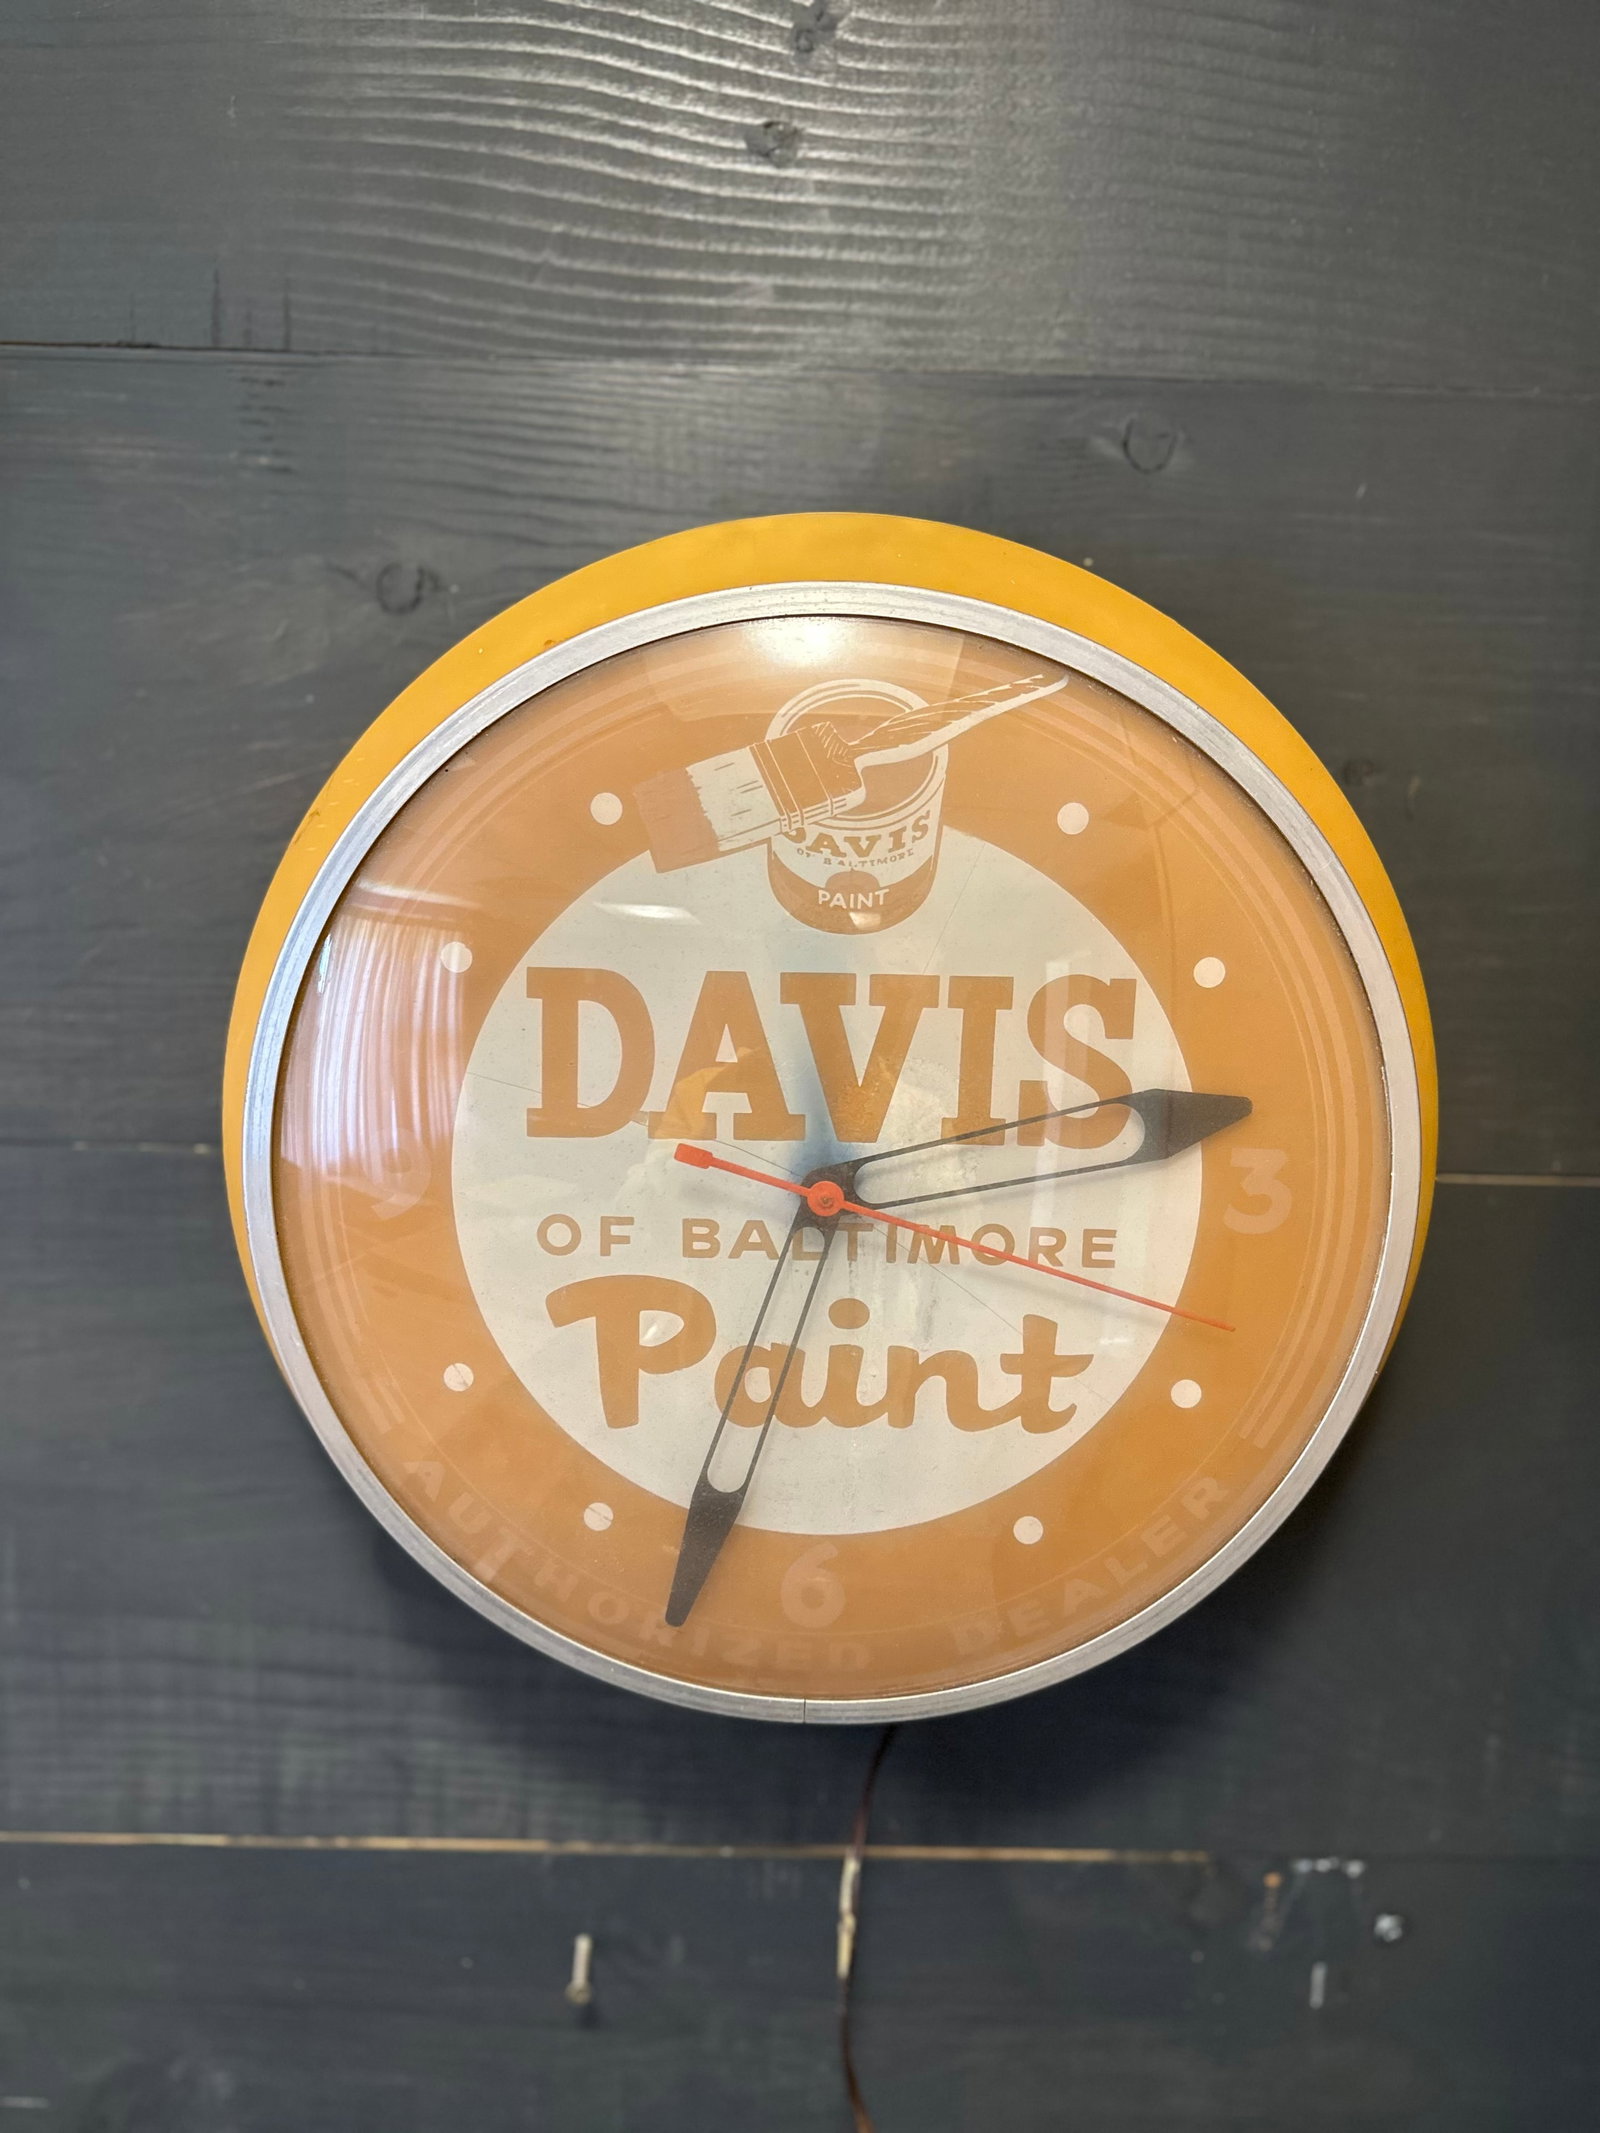 DAVIS
OF BALTIMORE
PAINT
DAVIS
9
3
OF BALTIMORE
Paint
6
AUTHORIZED DEALER